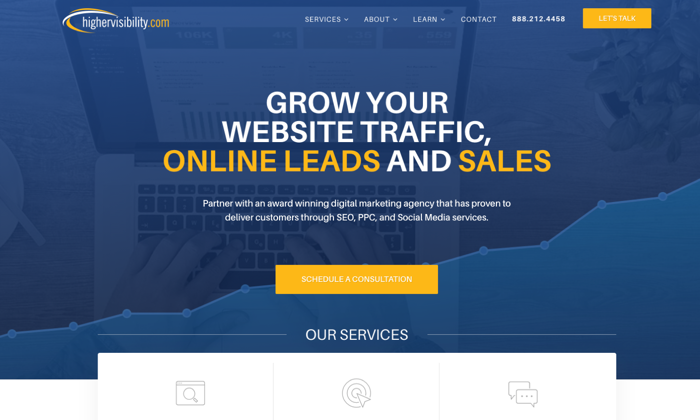 highervisibility.com
SERVICES ABOUT LEARN CONTACT 888.212.4458 LET'S TALK
GROW YOUR
WEBSITE TRAFFIC,
ONLINE LEADS AND SALES
Partner with an award winning digital marketing agency that has proven to
deliver customers through SEO, PPC, and Social Media services.
SCHEDULE A CONSULTATION
OUR SERVICES